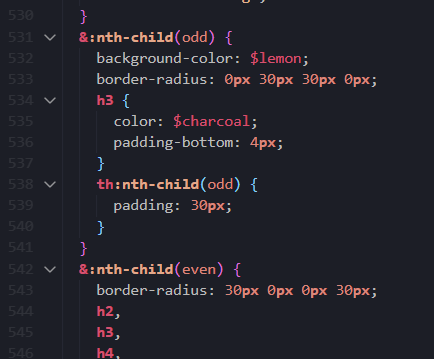 530 }
531 &:nth-child(odd) {
532 background-color: $lemon;
533 border-radius: 0px 30px 30px 0px;
534 h3 {
535 color: $charcoal;
536 padding-bottom: 4px;
537 }
538 th:nth-child(odd) {
539 padding: 30px;
540 }
541 }
542 &:nth-child(even) {
543 border-radius: 30px 0px 0px 30px;
544 h2,
545 h3,
546 h4,